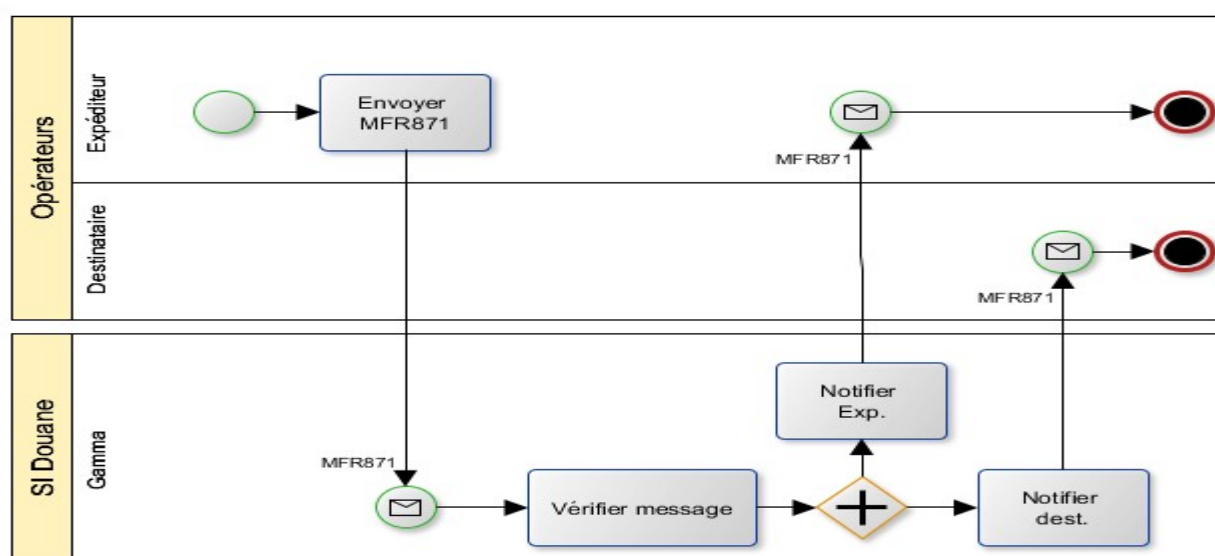 Opérateurs
Expéditeur
Envoyer
MFR871
MFR871
Destinataire
MFR871
SI Douane
Gamma
MFR871
Vérifier message
Notifier
Exp.
Notifier
dest.